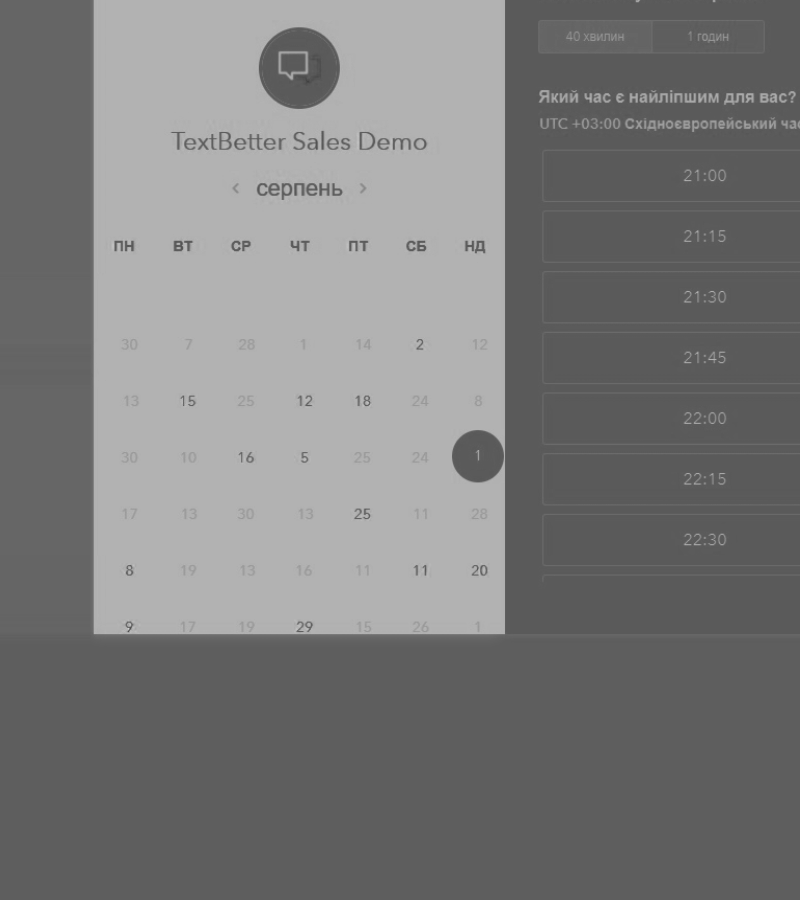 TextBetter Sales Demo
серпень
ПН ВТ СР ЧТ ПТ СБ НД
30 7 28 1 14 2 12
13 15 25 12 18 24 8
30 10 16 5 25 24 1
17 13 30 13 25 11 28
8 19 13 16 11 11 20
9 17 19 29 15 26 1
40 хвилин 1 годин
Який час є найліпшим для вас?
UTC +03:00 Східноєвропейський
21:00
21:15
21:30
21:45
22:00
22:15
22:30